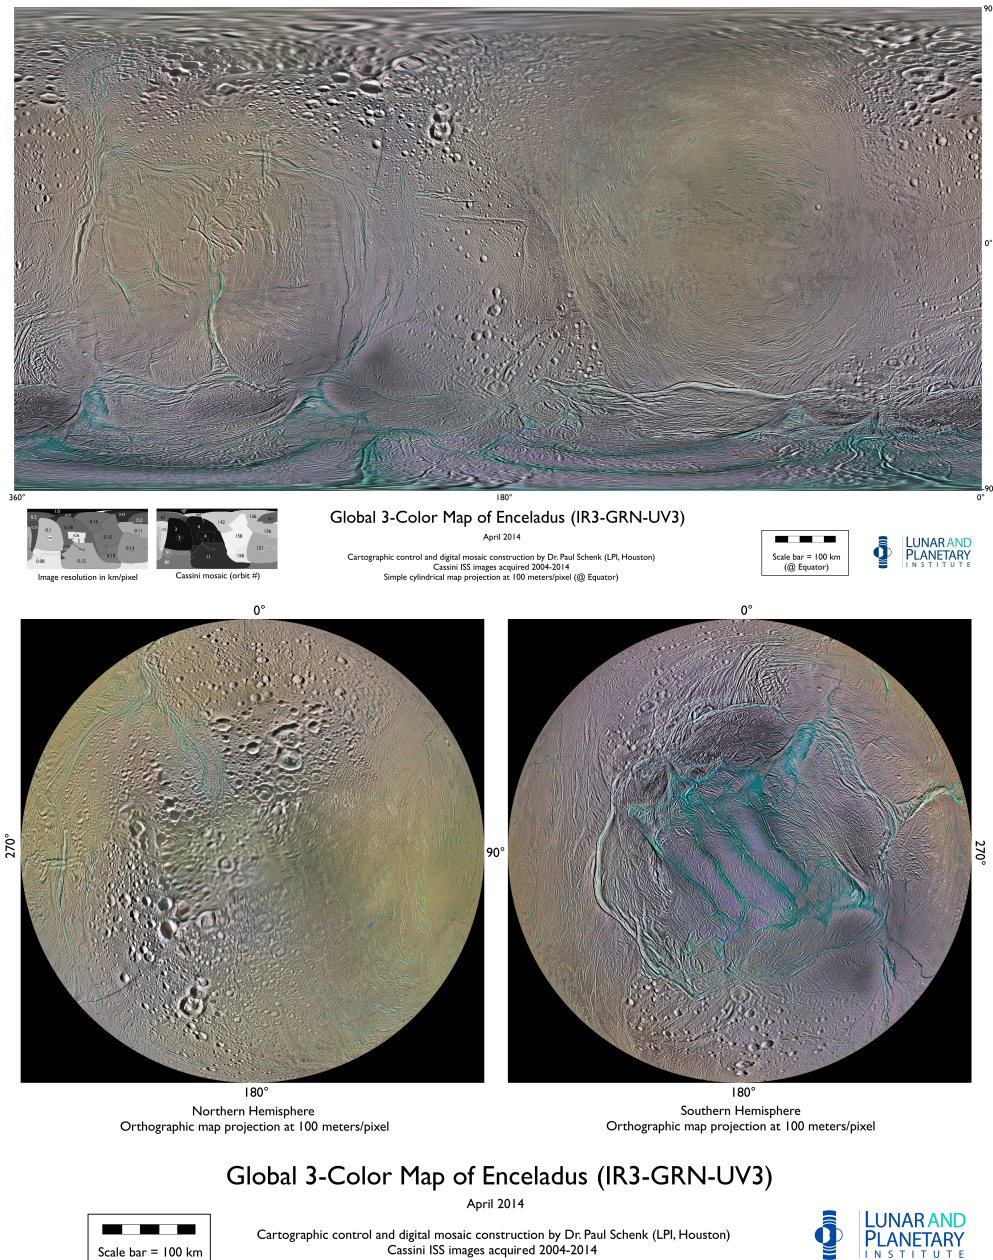 90
0°
-90
360°
180°
0°
Image resolution in km/pixel
Cassini mosaic (orbit #)
Global 3-Color Map of Enceladus (IR3-GRN-UV3)
April 2014
Cartographic control and digital mosaic construction by Dr. Paul Schenk (LPI, Houston)
Cassini ISS images acquired 2004-2014
Simple cylindrical map projection at 100 meters/pixel (@ Equator)
Scale bar = 100 km
(@ Equator)
LUNAR AND
PLANETARY
INSTITUTE
0°
270°
90°
180°
Northern Hemisphere
Orthographic map projection at 100 meters/pixel
0°
270°
180°
Southern Hemisphere
Orthographic map projection at 100 meters/pixel
Global 3-Color Map of Enceladus (IR3-GRN-UV3)
April 2014
Cartographic control and digital mosaic construction by Dr. Paul Schenk (LPI, Houston)
Cassini ISS images acquired 2004-2014
Scale bar = 100 km
LUNAR AND
PLANETARY
INSTITUTE